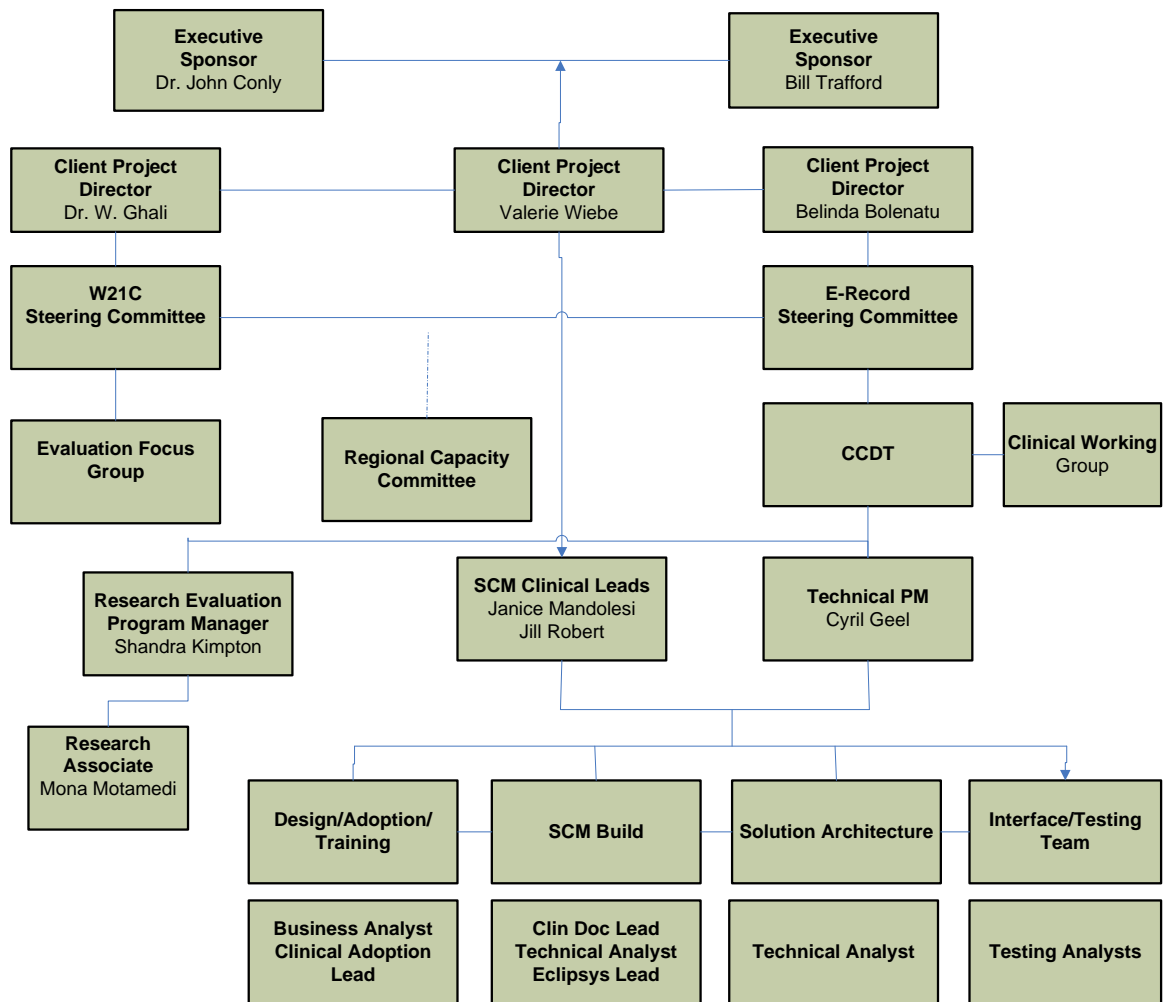 Executive
Sponsor
Dr. John Conly
Executive
Sponsor
Bill Trafford
Client Project
Director
Dr. W. Ghali
Client Project
Director
Valerie Wiebe
Client Project
Director
Belinda Bolenatu
W21C
Steering Committee
E-Record
Steering Committee
Evaluation Focus
Group
Regional Capacity
Committee
CCDT
Clinical Working
Group
Research Evaluation
Program Manager
Shandra Kimpton
SCM Clinical Leads
Janice Mandolesi
Jill Robert
Technical PM
Cyril Geel
Research
Associate
Mona Motamedi
Design/Adoption/
Training
SCM Build
Solution Architecture
Interface/Testing
Team
Business Analyst
Clinical Adoption
Lead
Clin Doc Lead
Technical Analyst
Eclipsys Lead
Technical Analyst
Testing Analysts